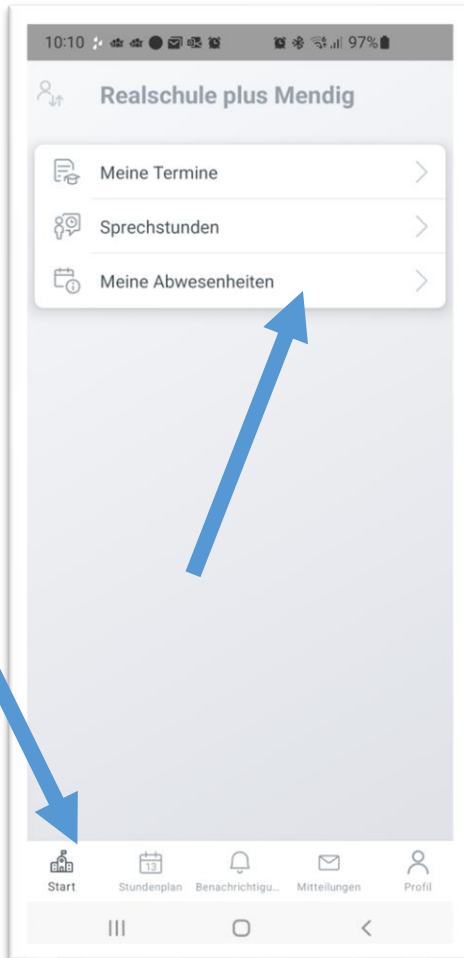 10:10 97%
Realschule plus Mendig
Meine Termine
Sprechstunden
Meine Abwesenheiten
13
Start Stundenplan Benachrichtigu... Mitteilungen Profil